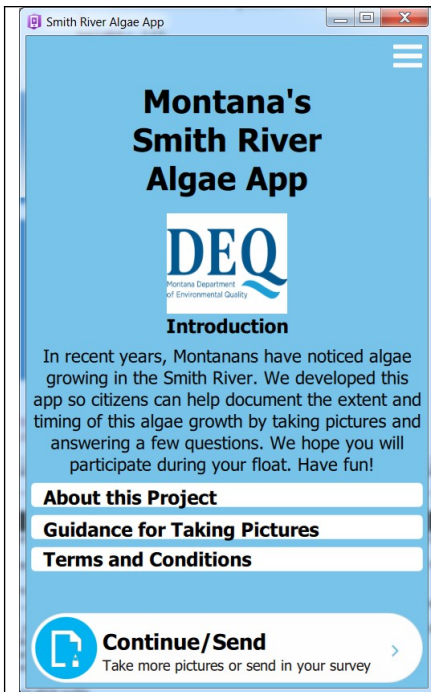 Smith River Algae App
Montana's
Smith River
Algae App
DEQ
Montana Department
of Environmental Quality
Introduction
In recent years, Montanans have noticed algae
growing in the Smith River. We developed this
app so citizens can help document the extent and
timing of this algae growth by taking pictures and
answering a few questions. We hope you will
participate during your float. Have fun!
About this Project
Guidance for Taking Pictures
Terms and Conditions
Continue/Send
Take more pictures or send in your survey